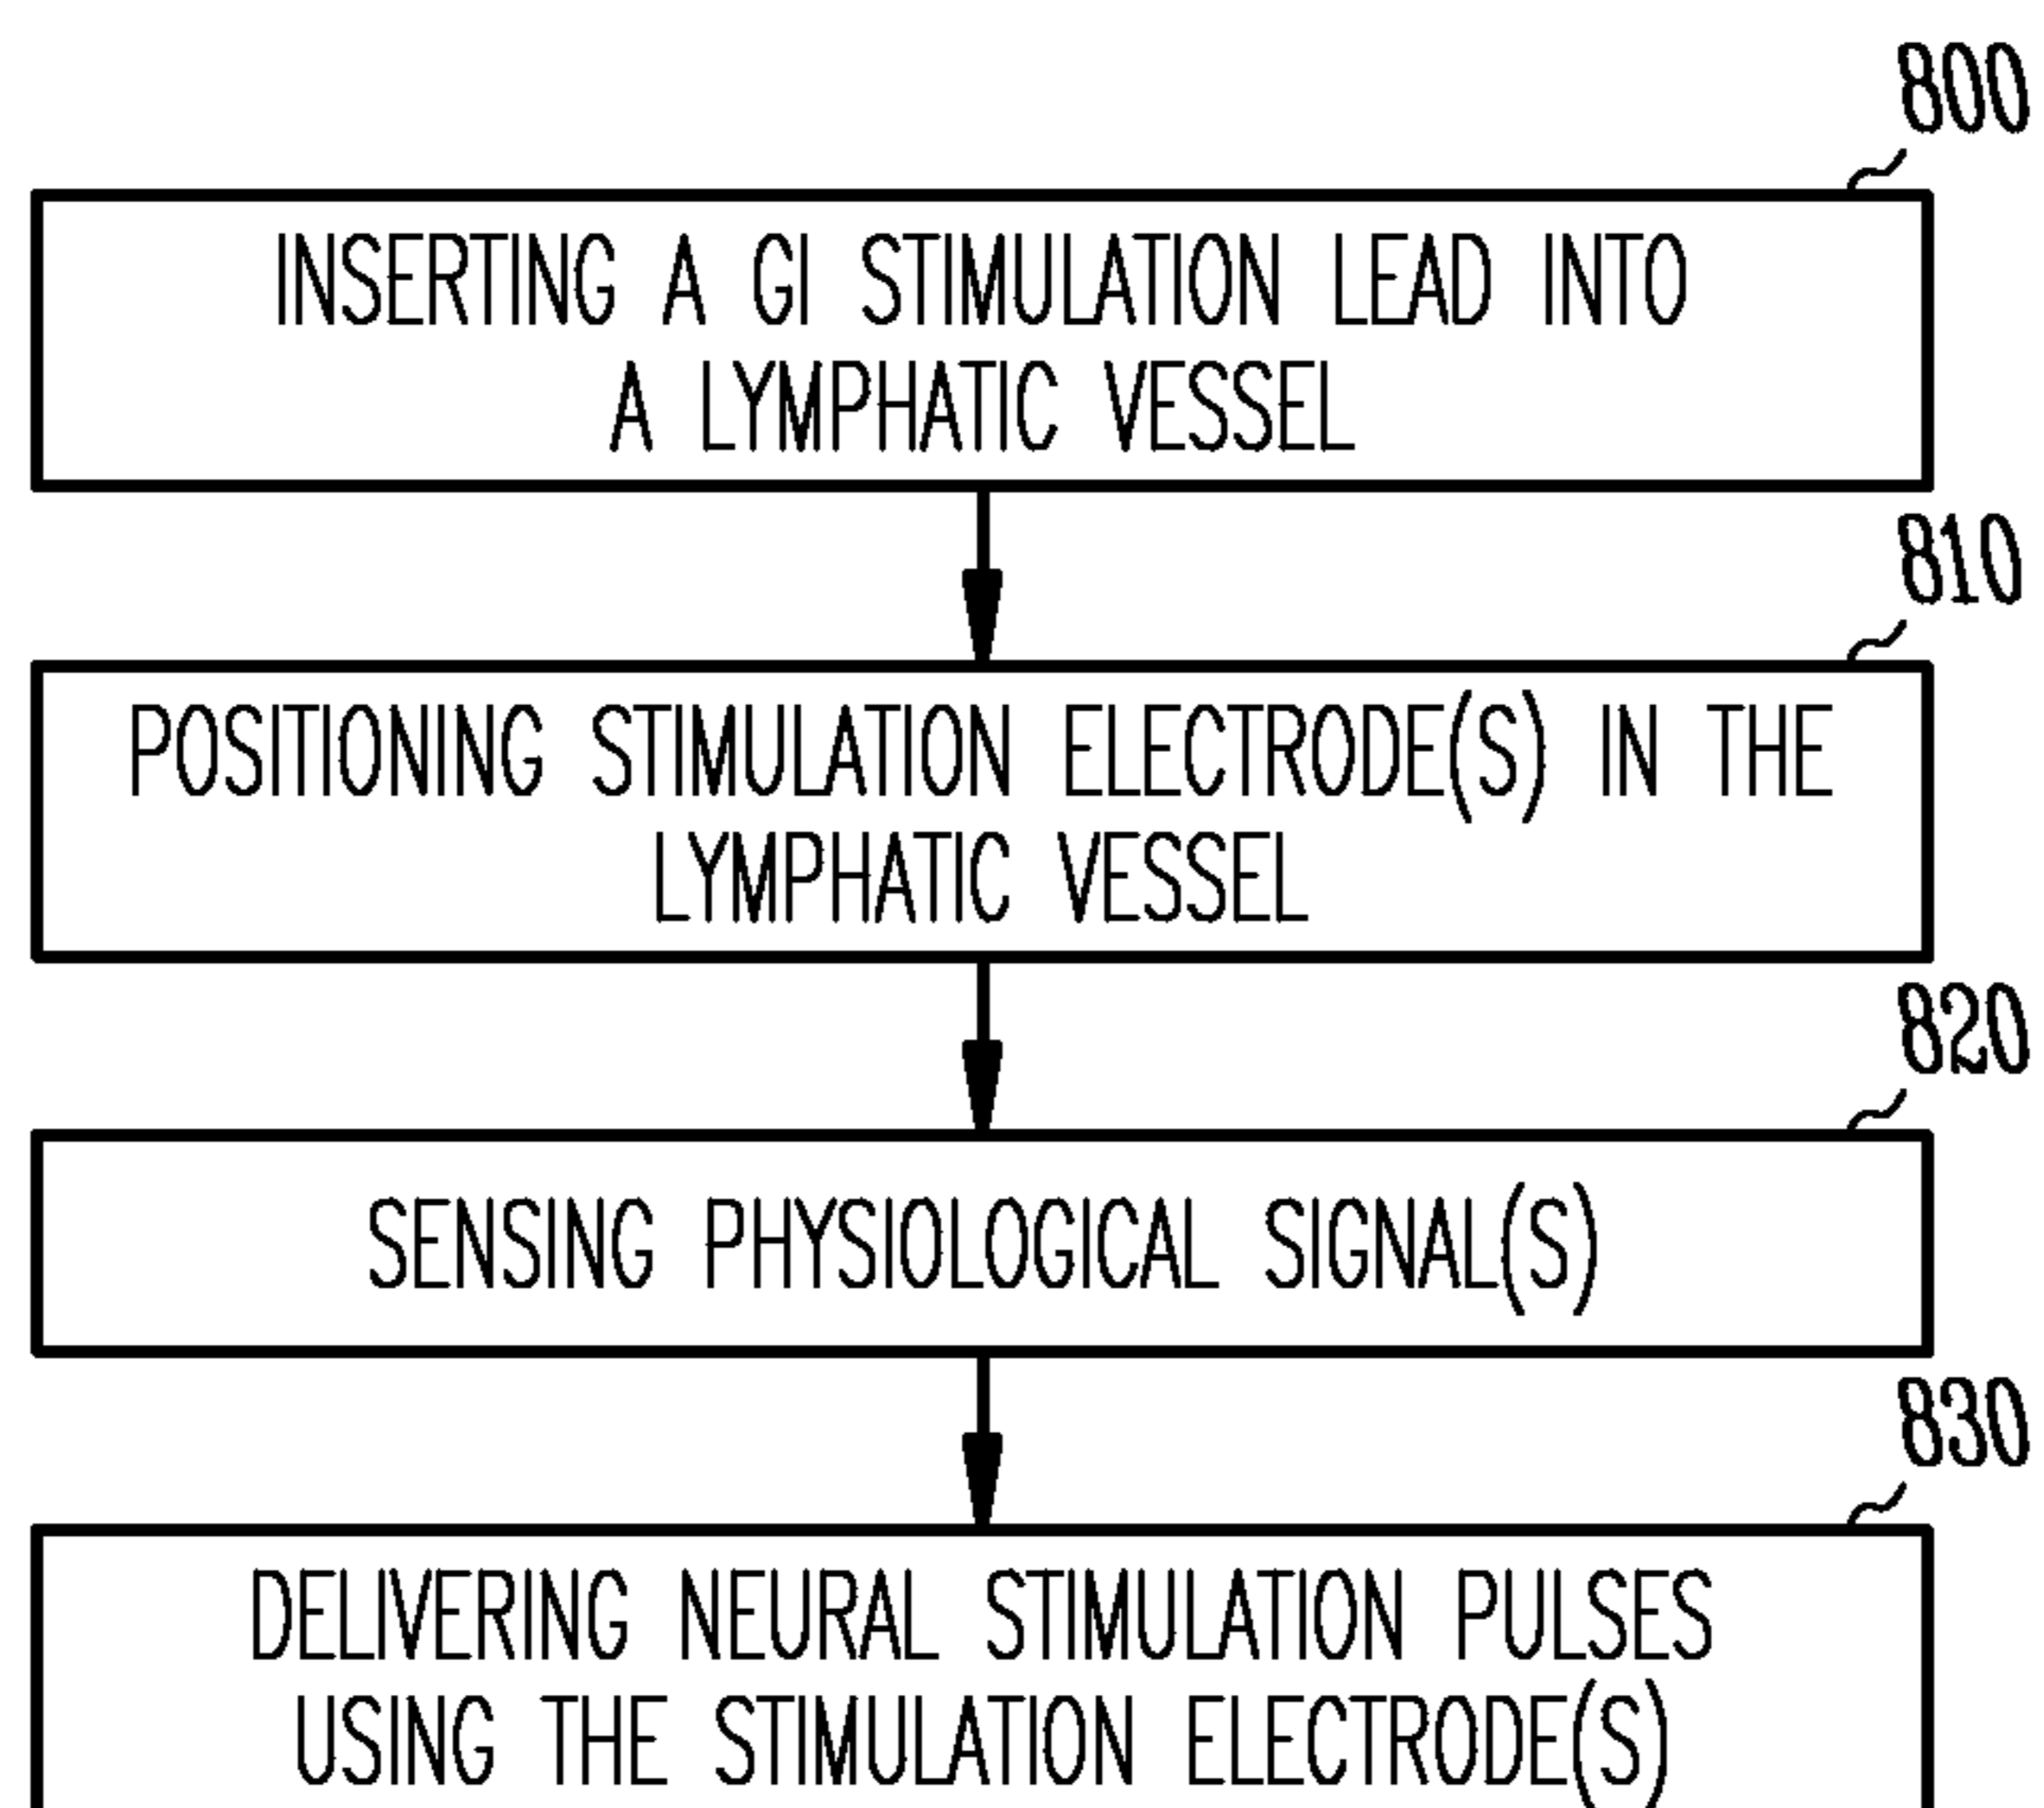 800
INSERTING A GI STIMULATION LEAD INTO
A LYMPHATIC VESSEL
810
POSITIONING STIMULATION ELECTRODE(S) IN THE
LYMPHATIC VESSEL
820
SENSING PHYSIOLOGICAL SIGNAL(S)
830
DELIVERING NEURAL STIMULATION PULSES
USING THE STIMULATION ELECTRODE(S)